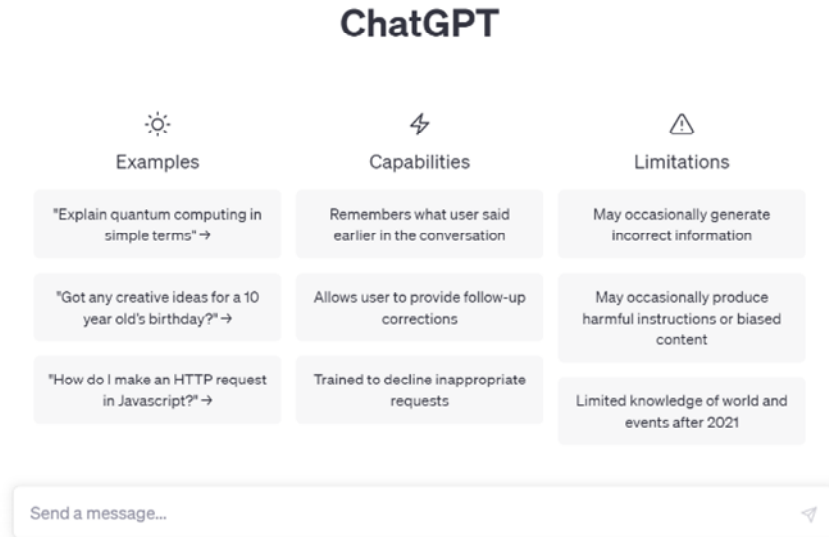 ChatGPT
Examples
"Explain quantum computing in
simple terms" →
"Got any creative ideas for a 10
year old's birthday?" →
"How do I make an HTTP request
in Javascript?" →
Capabilities
Remembers what user said
earlier in the conversation
Allows user to provide follow-up
corrections
Trained to decline inappropriate
requests
Limitations
May occasionally generate
incorrect information
May occasionally produce
harmful instructions or biased
content
Limited knowledge of world and
events after 2021
Send a message...